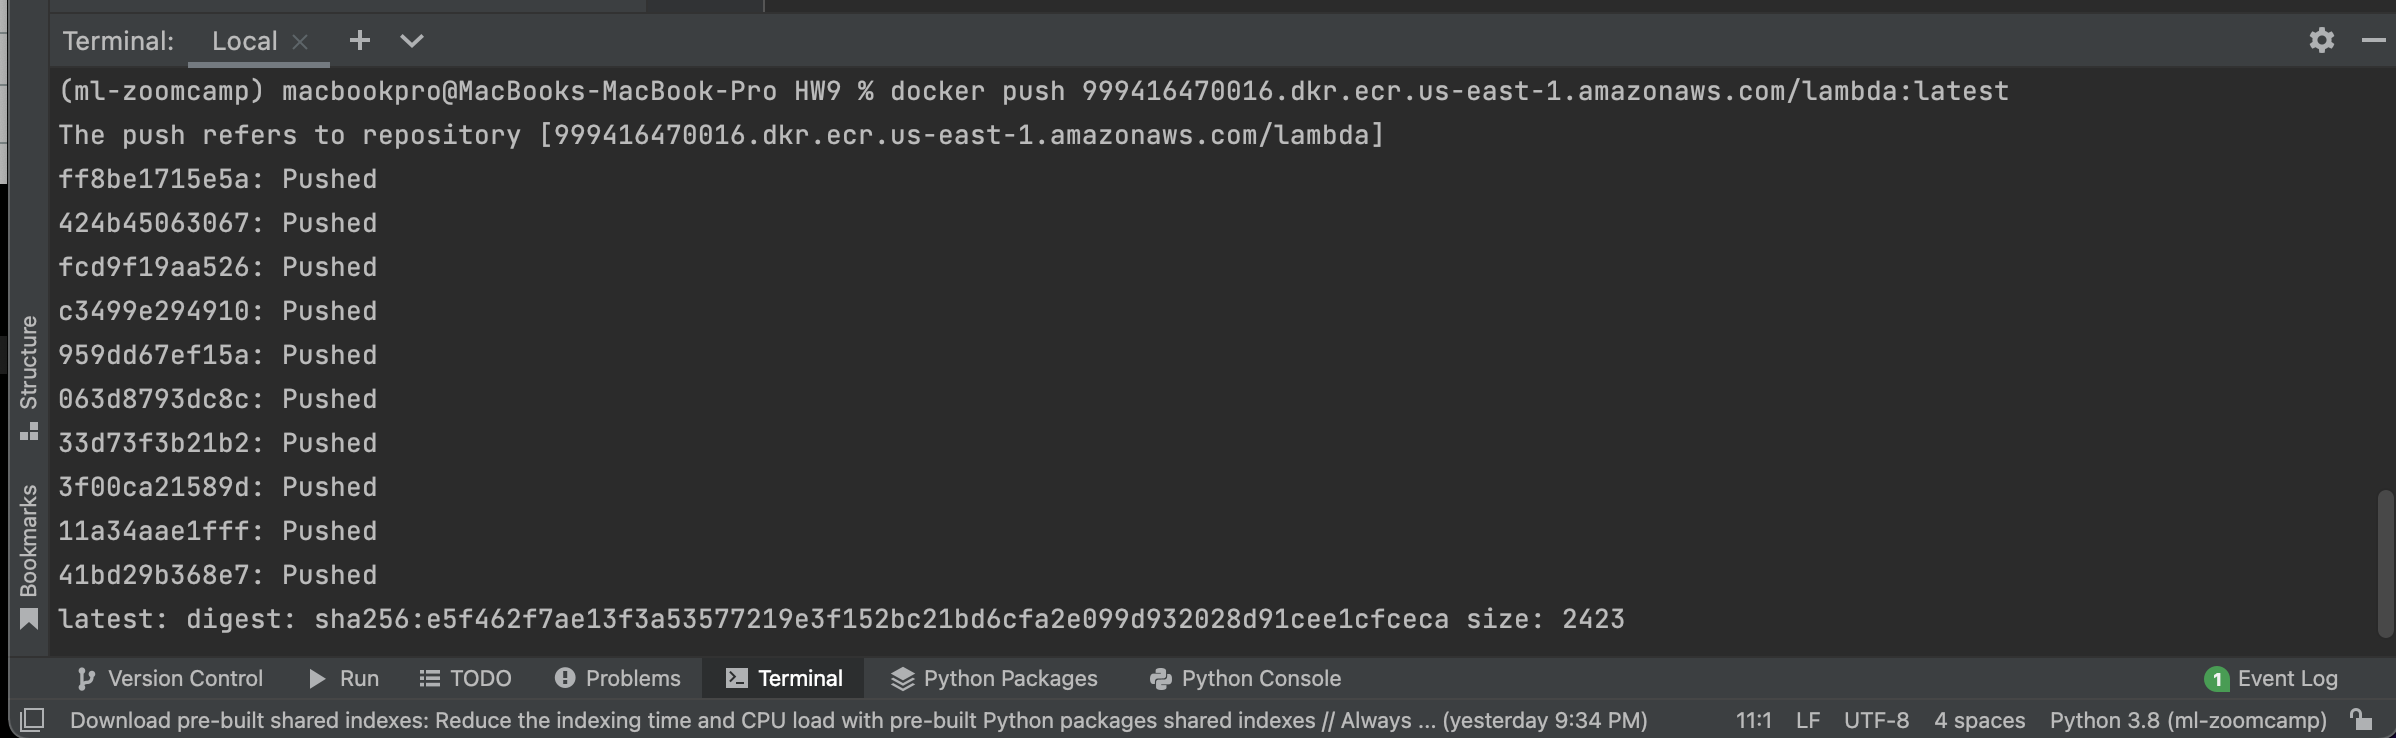 Terminal: Local
(ml-zoomcamp) macbookpro@MacBooks-MacBook-Pro HW9 % docker push 999416470016.dkr.ecr.us-east-1.amazonaws.com/lambda:latest
The push refers to repository [999416470016.dkr.ecr.us-east-1.amazonaws.com/lambda]
ff8be1715e5a: Pushed
424b45063067: Pushed
fcd9f19aa526: Pushed
c3499e294910: Pushed
959dd67ef15a: Pushed
063d8793dc8c: Pushed
33d73f3b21b2: Pushed
3f00ca21589d: Pushed
11a34aae1fff: Pushed
41bd29b368e7: Pushed
latest: digest: sha256:e5f462f7ae13f3a53577219e3f152bc21bd6cfa2e099d932028d91cee1cfceca size: 2423
Structure
Bookmarks
Version Control Run TODO Problems Terminal Python Packages Python Console 1 Event Log
Download pre-built shared indexes: Reduce the indexing time and CPU load with pre-built Python packages shared indexes // Always ... (yesterday 9:34 PM) 11:1 LF UTF-8 4 spaces Python 3.8 (ml-zoomcamp)